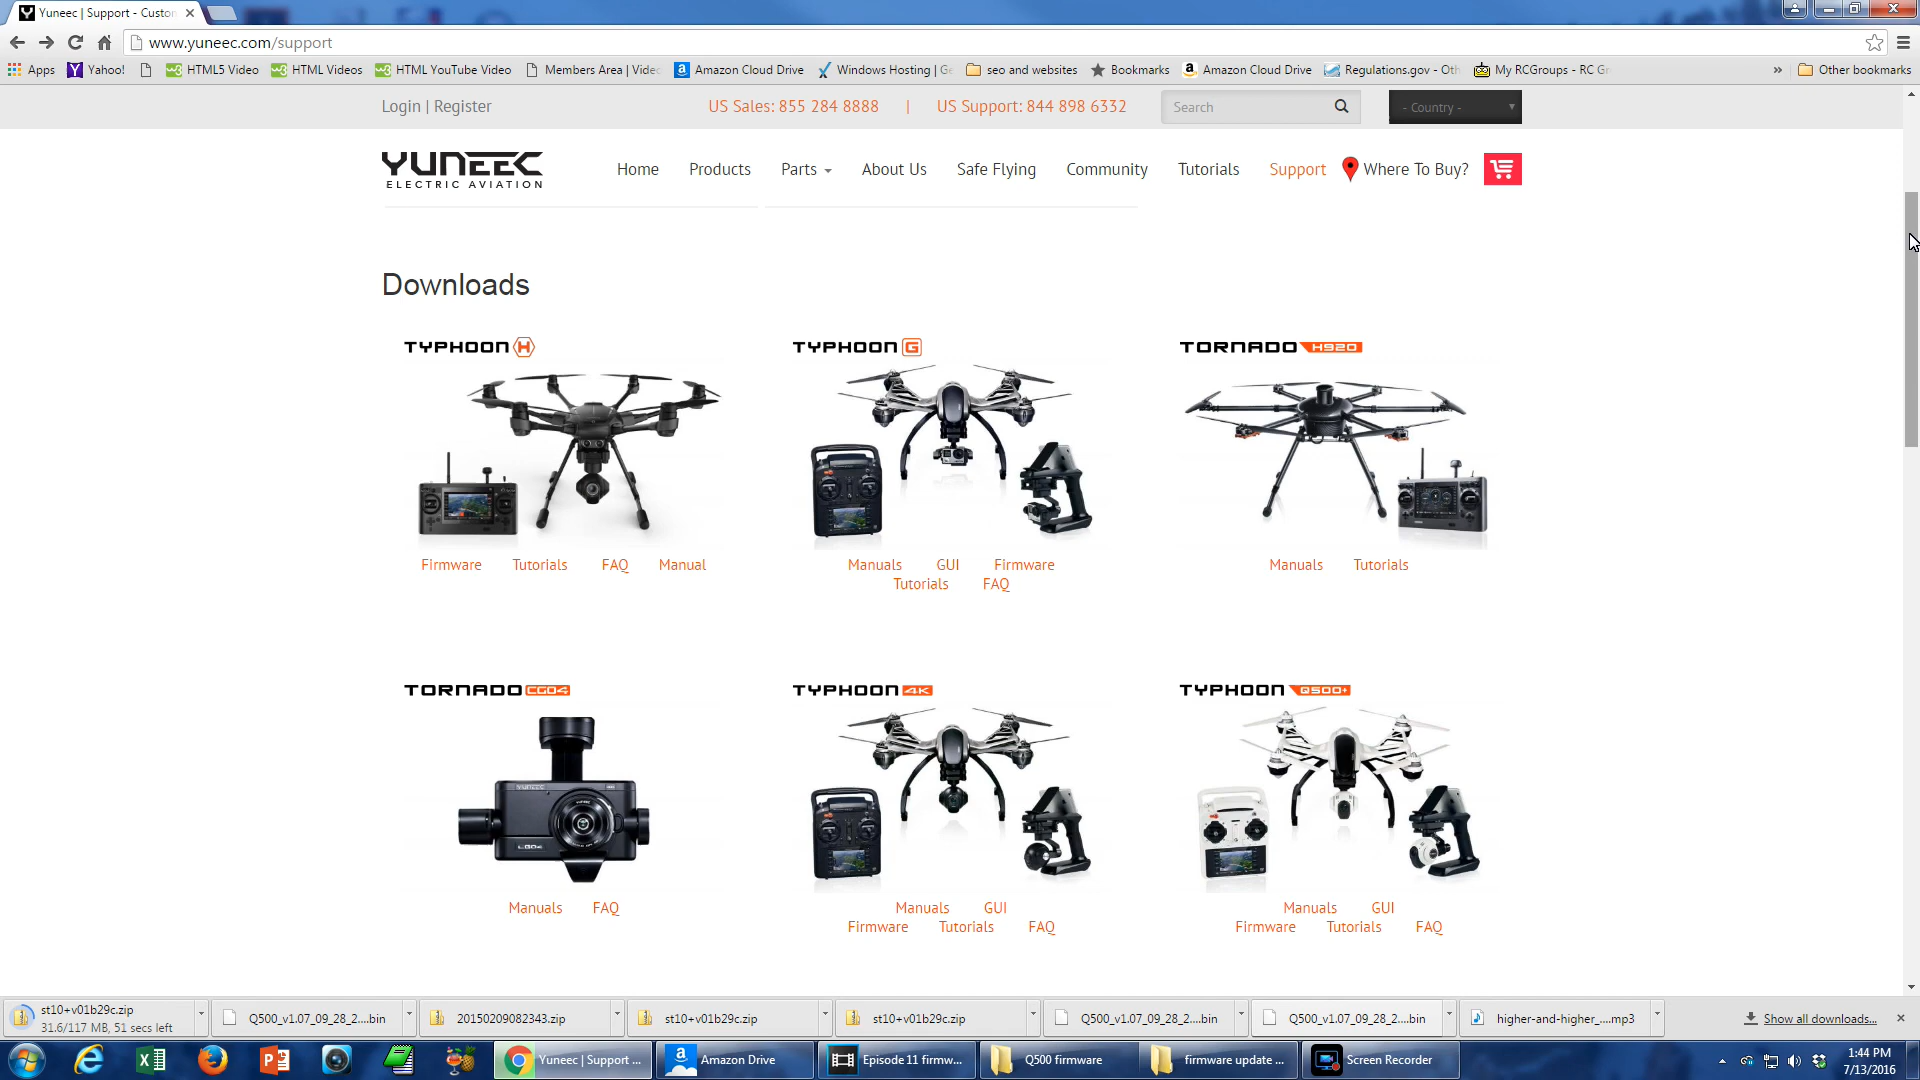 Yuneec | Support - Custon
www.yuneec.com/support
Apps Yahoo! HTML5 Video HTML Videos HTML YouTube Video Members Area | Videc Amazon Cloud Drive Windows Hosting | Ge seo and websites Bookmarks Amazon Cloud Drive Regulations.gov - Oth My RCGroups - RC Gr » Other bookmarks
Login | Register US Sales: 855 284 8888 | US Support: 844 898 6332 Search - Country -
YUNEEC
ELECTRIC AVIATION
Home Products Parts About Us Safe Flying Community Tutorials Support Where To Buy?
Downloads
TYPHOON H TYPHOON G TORNADO H920
Firmware Tutorials FAQ Manual Manuals GUI Firmware Manuals Tutorials
Tutorials FAQ
TORNADO CGO4 TYPHOON 4K TYPHOON Q500+
YUNEEC
Manuals FAQ Manuals GUI Manuals GUI
Firmware Tutorials FAQ Firmware Tutorials FAQ
st10+v01b29c.zip
31.6/117 MB, 51 secs left
Q500_v1.07_09_28_2....bin 20150209082343.zip st10+v01b29c.zip st10+v01b29c.zip Q500_v1.07_09_28_2....bin Q500_v1.07_09_28_2....bin higher-and-higher_....mp3 Show all downloads...
Yuneec | Support ... Amazon Drive Episode 11 firmw... Q500 firmware firmware update ... Screen Recorder
1:44 PM
7/13/2016